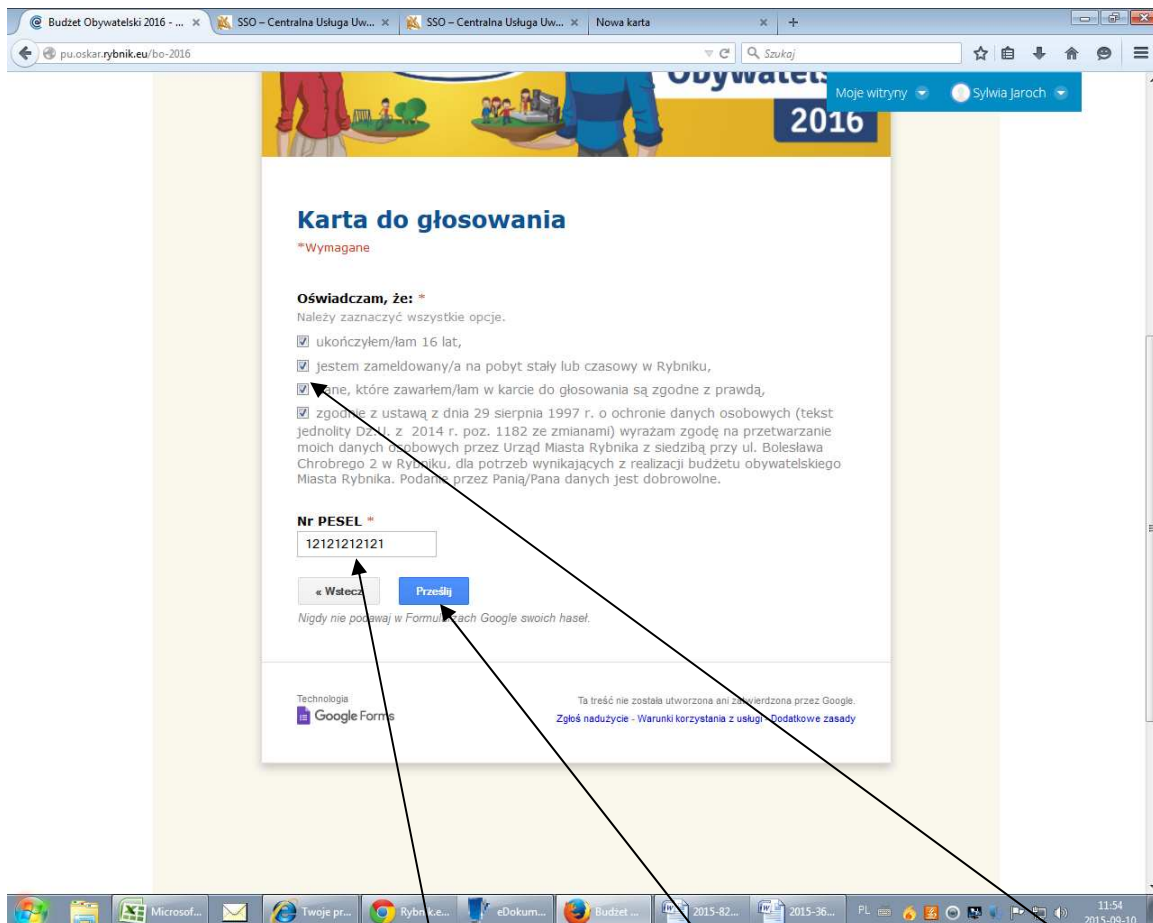 Budżet Obywatelski 2016 - ... ×
SSO – Centralna Usługa Uw... ×
SSO – Centralna Usługa Uw... ×
Nowa karta ×
pu.oskar.rybnik.eu/bo-2016
Szukaj
Moje witryny
Sylwia Jaroch
2016
Karta do głosowania
*Wymagane
Oświadczam, że: *
Należy zaznaczyć wszystkie opcje.
ukończyłem/łam 16 lat,
jestem zameldowany/a na pobyt stały lub czasowy w Rybniku,
dane, które zawarłem/łam w karcie do głosowania są zgodne z prawdą,
zgodnie z ustawą z dnia 29 sierpnia 1997 r. o ochronie danych osobowych (tekst
jednolity Dz.U. z 2014 r. poz. 1182 ze zmianami) wyrażam zgodę na przetwarzanie
moich danych osobowych przez Urząd Miasta Rybnika z siedzibą przy ul. Bolesława
Chrobrego 2 w Rybniku, dla potrzeb wynikających z realizacji budżetu obywatelskiego
Miasta Rybnika. Podanie przez Panią/Pana danych jest dobrowolne.
Nr PESEL *
12121212121
« Wstecz
Prześlij
Nigdy nie podawaj w Formularzach Google swoich haseł.
Technologia
Google Forms
Ta treść nie została utworzona ani zatwierdzona przez Google.
Zgłoś nadużycie - Warunki korzystania z usługi - Dodatkowe zasady
Microsof...
Twoje pr...
Rybnik.e...
eDokum...
Budżet ...
2015-82...
2015-36...
PL
11:54
2015-09-10